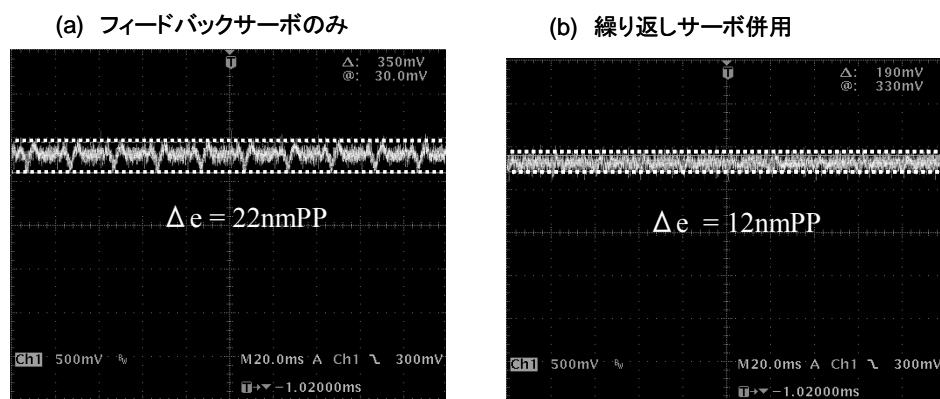 (a) フィードバックサーボのみ
T
Δ: 350mV
@: 30.0mV
Δe = 22nmPP
Ch1 500mV BW M20.0ms A Ch1 300mV
T→▼ −1.02000ms
(b) 繰り返しサーボ併用
T
Δ: 190mV
@: 330mV
Δe = 12nmPP
Ch1 500mV BW M20.0ms A Ch1 300mV
T→▼ −1.02000ms